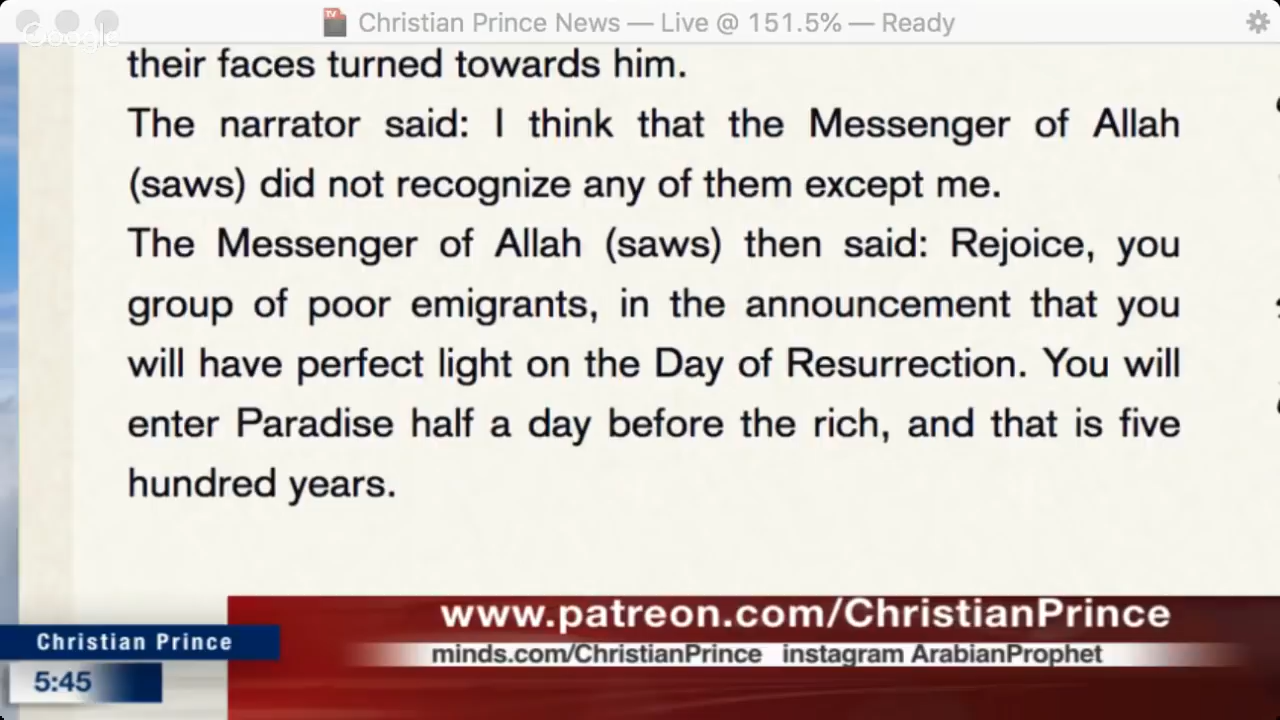 Christian Prince News — Live @ 151.5% — Ready
Google
their faces turned towards him.
The narrator said: I think that the Messenger of Allah
(saws) did not recognize any of them except me.
The Messenger of Allah (saws) then said: Rejoice, you
group of poor emigrants, in the announcement that you
will have perfect light on the Day of Resurrection. You will
enter Paradise half a day before the rich, and that is five
hundred years.
www.patreon.com/ChristianPrince
Christian Prince
minds.com/ChristianPrince instagram ArabianProphet
5:45